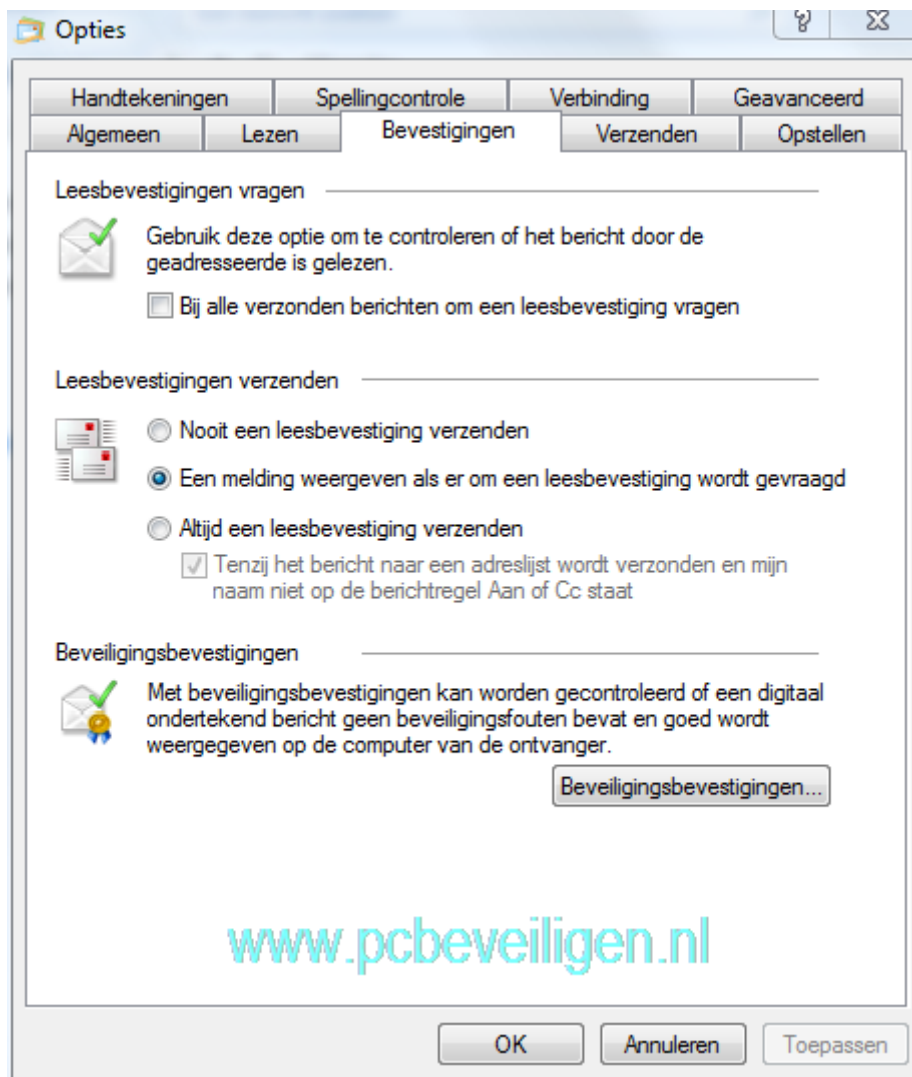 Opties
Handtekeningen Spellingcontrole Verbinding Geavanceerd
Algemeen Lezen Bevestigingen Verzenden Opstellen
Leesbevestigingen vragen
Gebruik deze optie om te controleren of het bericht door de
geadresseerde is gelezen.
Bij alle verzonden berichten om een leesbevestiging vragen
Leesbevestigingen verzenden
Nooit een leesbevestiging verzenden
Een melding weergeven als er om een leesbevestiging wordt gevraagd
Altijd een leesbevestiging verzenden
Tenzij het bericht naar een adreslijst wordt verzonden en mijn
naam niet op de berichtregel Aan of Cc staat
Beveiligingsbevestigingen
Met beveiligingsbevestigingen kan worden gecontroleerd of een digitaal
ondertekend bericht geen beveiligingsfouten bevat en goed wordt
weergegeven op de computer van de ontvanger.
Beveiligingsbevestigingen...
www.pcbeveiligen.nl
OK Annuleren Toepassen